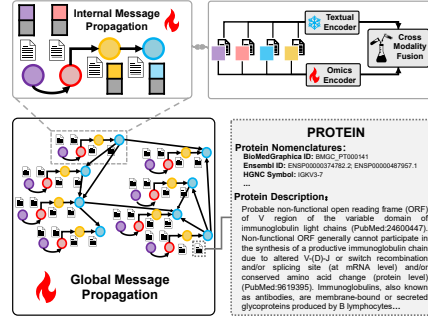 Internal Message
Propagation
Textual
Encoder
Omics
Encoder
Cross
Modality
Fusion
Global Message
Propagation
PROTEIN
Protein Nomenclatures:
BioMedGraphica ID: BMGC_PT000141
Ensembl ID: ENSP00000374782.2; ENSP00000487957.1
HGNC Symbol: IGKV3-7
...
Protein Description:
Probable non-functional open reading frame (ORF)
of V region of the variable domain of
immunoglobulin light chains (PubMed:24600447).
Non-functional ORF generally cannot participate in
the synthesis of a productive immunoglobulin chain
due to altered V-(D)-J or switch recombination
and/or splicing site (at mRNA level) and/or
conserved amino acid change (protein level)
(PubMed:9619395). Immunoglobulins, also known
as antibodies, are membrane-bound or secreted
glycoproteins produced by B lymphocytes...